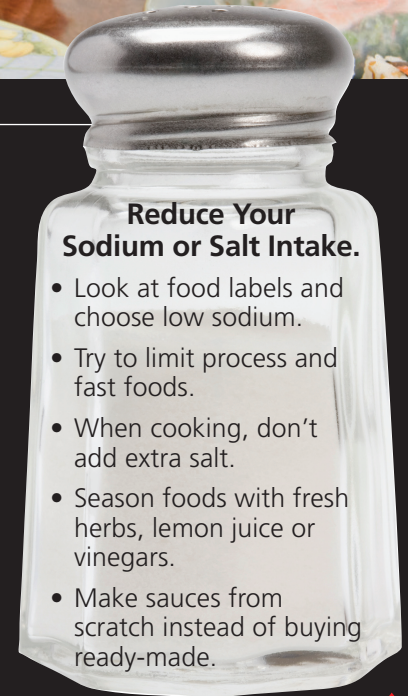 Reduce Your
Sodium or Salt Intake.
• Look at food labels and
choose low sodium.
• Try to limit process and
fast foods.
• When cooking, don’t
add extra salt.
• Season foods with fresh
herbs, lemon juice or
vinegars.
• Make sauces from
scratch instead of buying
ready-made.